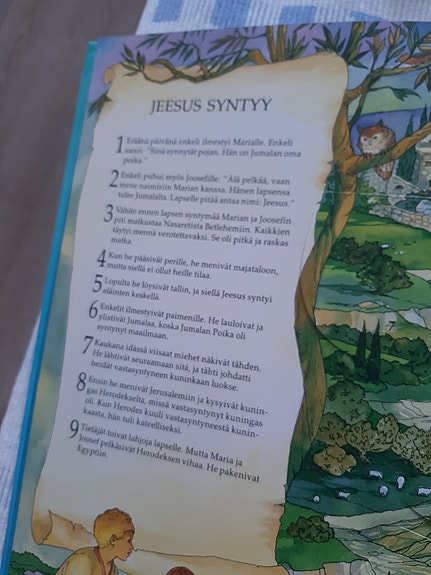 JEESUS SYNTYY
1 Eräänä päivänä enkeli ilmestyi Marialle. Enkeli
sanoi: "Sinä synnytät pojan. Hän on Jumalan oma
poika."
2 Enkeli puhui myös Joosefille: "Älä pelkää, vaan
mene naimisiin Marian kanssa. Hänen lapsensa
tulee Jumalalta. Lapselle pitää antaa nimi: Jeesus."
3 Vähän ennen lapsen syntymää Marian ja Joosefin
piti matkustaa Nasaretista Betlehemiin. Kaikkien
täytyi mennä verotettavaksi. Se oli pitkä ja raskas
matka.
4 Kun he pääsivät perille, he menivät majataloon,
mutta siellä ei ollut heille tilaa.
5 Lopulta he löysivät tallin, ja siellä Jeesus syntyi
eläinten keskellä.
6 Enkelit ilmestyivät paimenille. He lauloivat ja
ylistivät Jumalaa, koska Jumalan Poika oli
syntynyt maailmaan.
7 Kaukana idässä viisaat miehet näkivät tähden.
He lähtivät seuraamaan sitä, ja tähti johdatti
heidät vastasyntyneen kuninkaan luokse.
8 Ensin he menivät Jerusalemiin ja kysyivät kunin-
gas Herodekselta, missä vastasyntynyt kuningas
oli. Kun Herodes kuuli vastasyntyneestä kunin-
kaasta, hän tuli kateelliseksi.
9 Tietäjät toivat lahjoja lapselle. Mutta Maria ja
Joosef pelkäsivät Herodeksen vihaa. He pakenivat
Egyptiin.